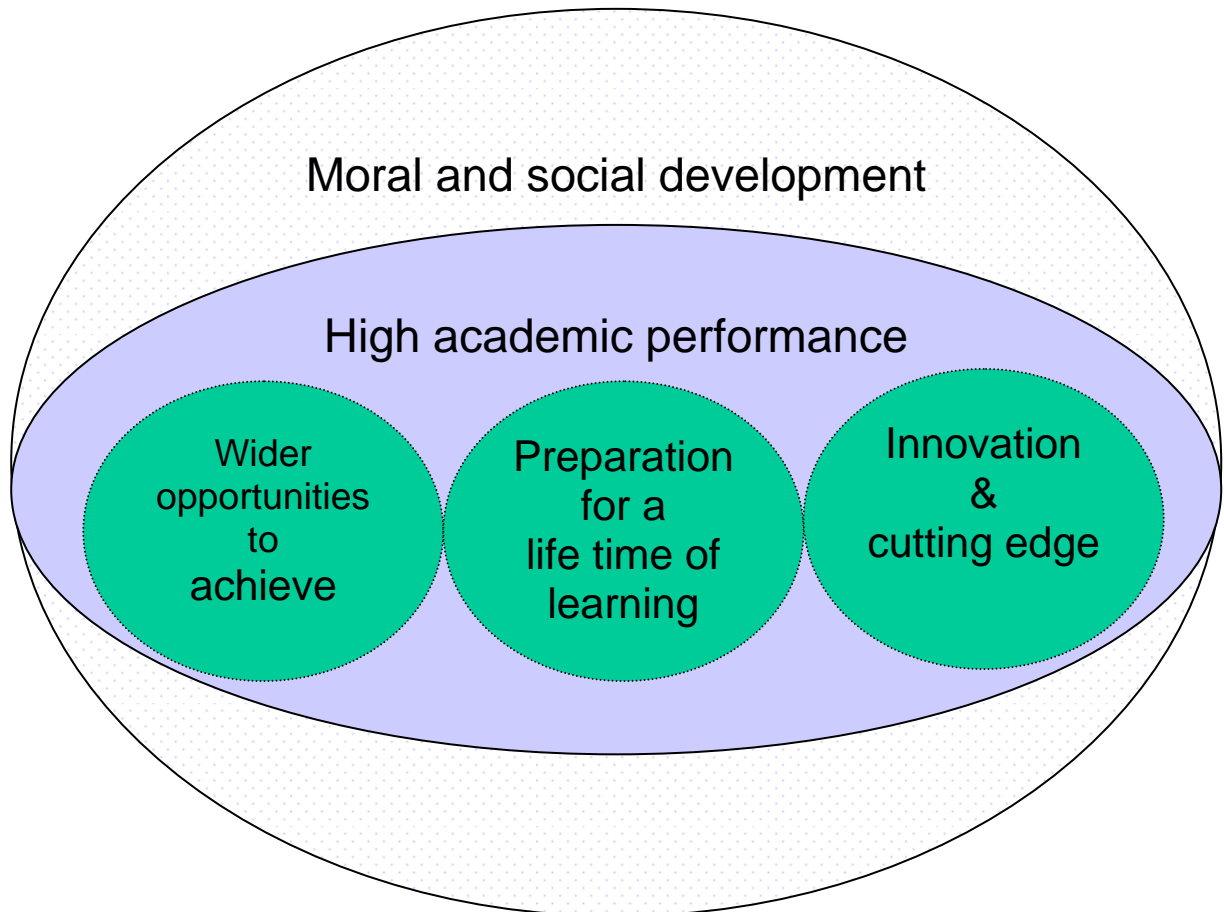 Moral and social development
High academic performance
Wider
opportunities
to
achieve
Preparation
for a
life time of
learning
Innovation
&
cutting edge